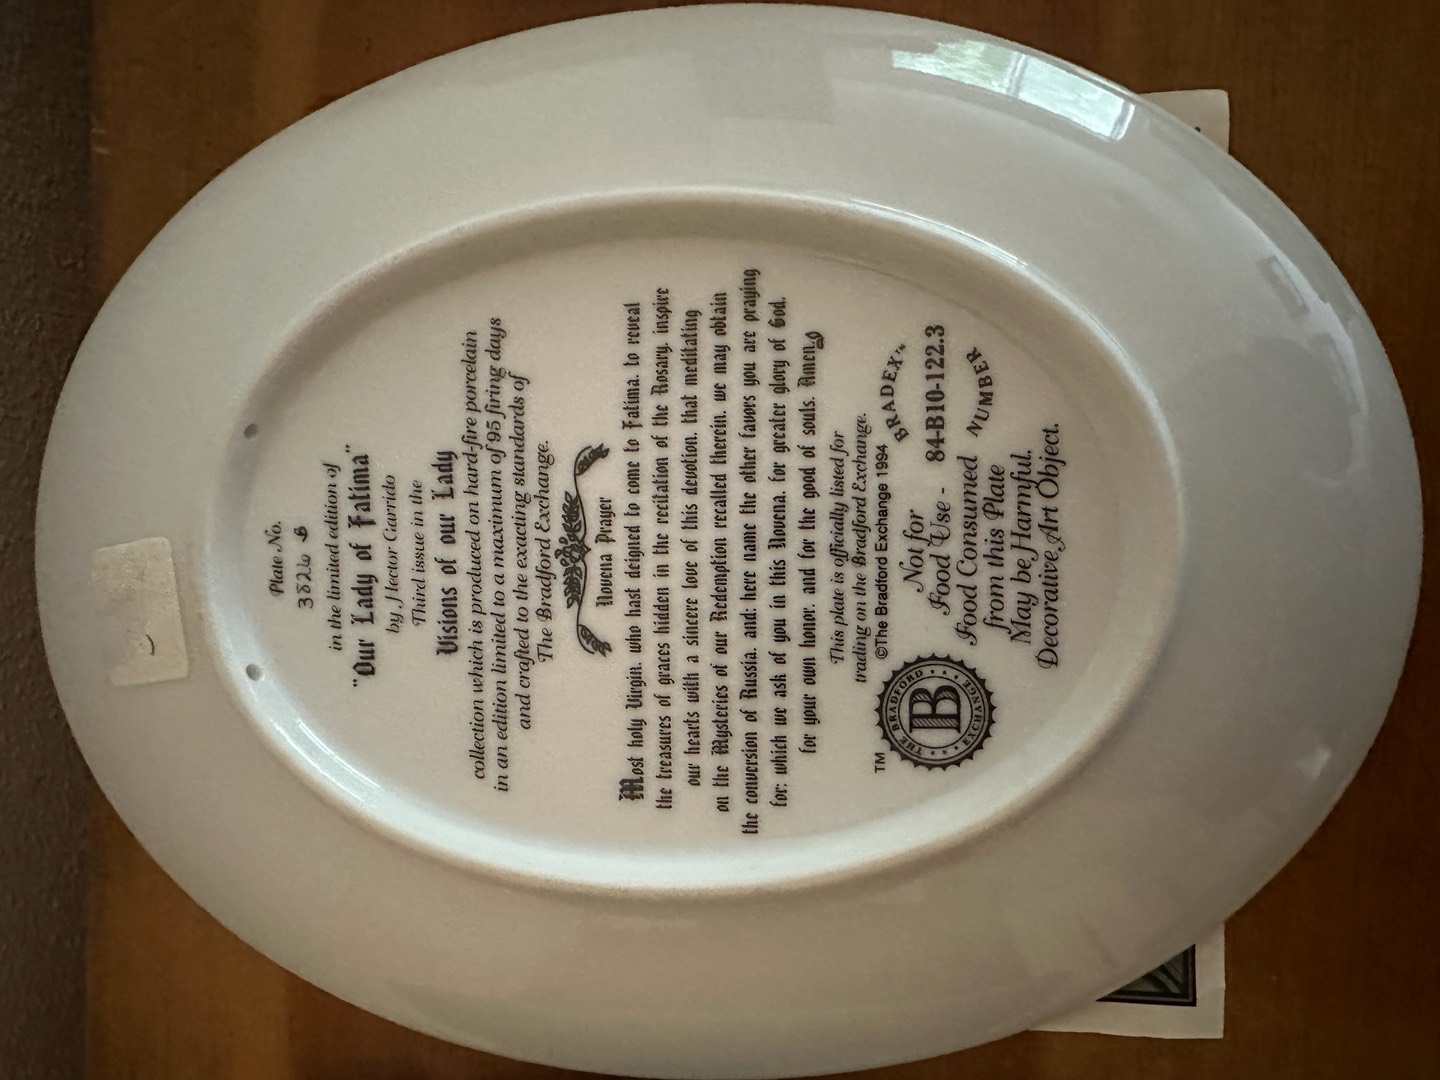 Plate No.
3526 B
in the limited edition of
"Our Lady of Fatima"
by Hector Garrido
Third issue in the
Visions of our Lady
collection which is produced on hard-fire porcelain
in an edition limited to a maximum of 95 firing days
and crafted to the exacting standards of
The Bradford Exchange.
Novena Prayer
Most holy Virgin, who hast deigned to come to Fatima, to reveal
the treasures of graces hidden in the recitation of the Rosary, inspire
our hearts with a sincere love of this devotion, that meditating
on the Mysteries of our Redemption recalled therein, we may obtain
the conversion of Russia, and; here name the other favors you are praying
for; which we ask of you in this Novena, for greater glory of God,
for your own honor, and for the good of souls. Amen.
This plate is officially listed for
trading on the Bradford Exchange.
©The Bradford Exchange 1994
TM
THE BRADFORD EXCHANGE
B
BRADEX™
84-B10-122.3
NUMBER
Not for
Food Use -
Food Consumed
from this Plate
May be Harmful.
Decorative Art Object.